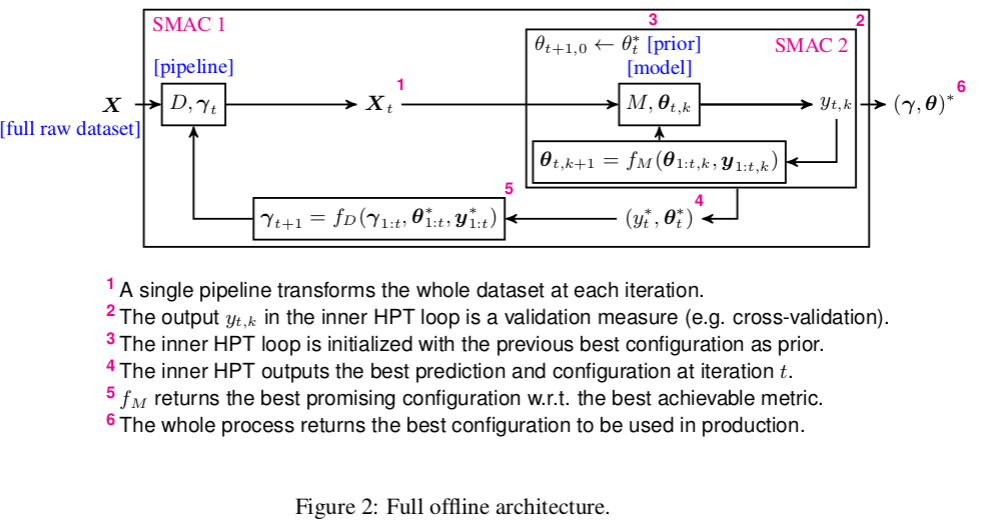 SMAC 1
3
2
θ_{t+1,0} ← θ*_t [prior]
SMAC 2
[pipeline]
[model]
1
6
X
D, γ_t
X_t
M, θ_{t,k}
y_{t,k}
(γ, θ)*
[full raw dataset]
θ_{t,k+1} = f_M(θ_{1:t,k}, y_{1:t,k})
5
4
γ_{t+1} = f_D(γ_{1:t}, θ*_{1:t}, y*_{1:t})
(y*_t, θ*_t)
1 A single pipeline transforms the whole dataset at each iteration.
2 The output y_{t,k} in the inner HPT loop is a validation measure (e.g. cross-validation).
3 The inner HPT loop is initialized with the previous best configuration as prior.
4 The inner HPT outputs the best prediction and configuration at iteration t.
5 f_M returns the best promising configuration w.r.t. the best achievable metric.
6 The whole process returns the best configuration to be used in production.
Figure 2: Full offline architecture.